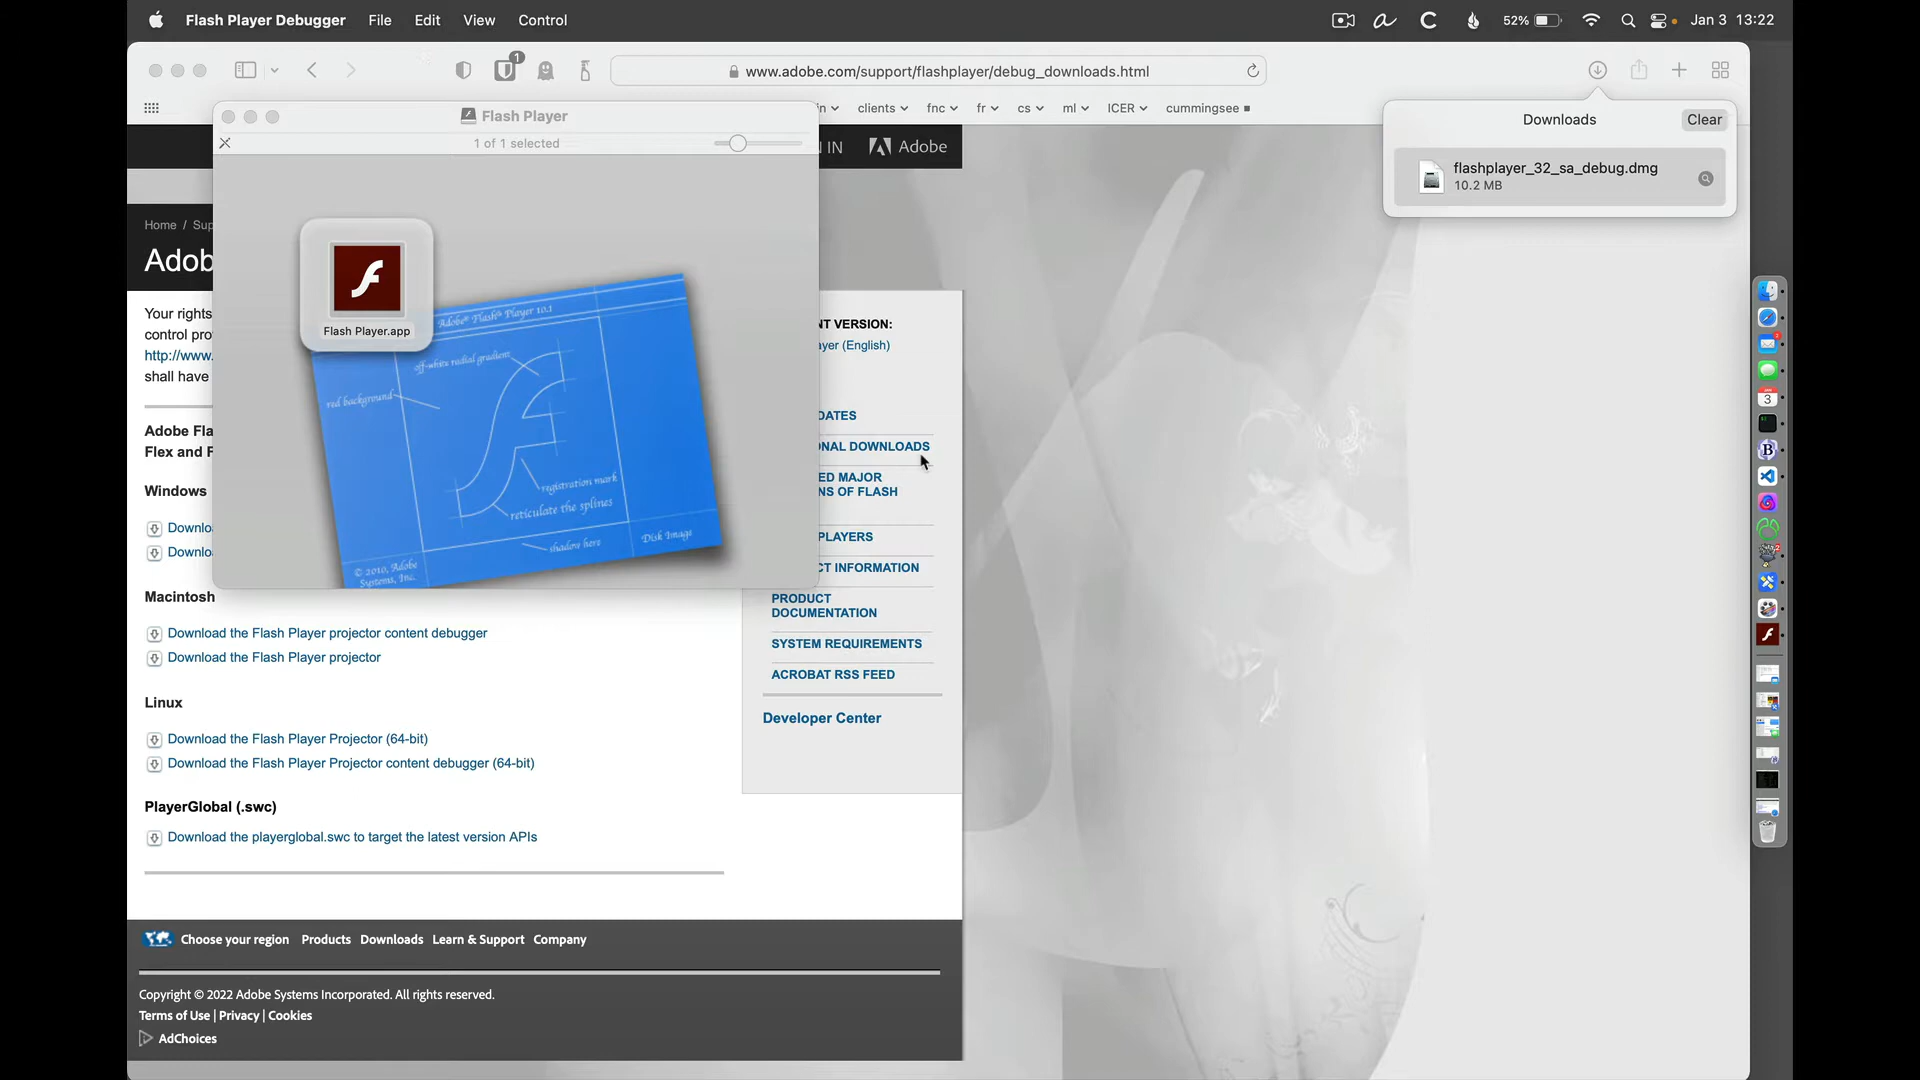 Flash Player Debugger File Edit View Control
52% Jan 3 13:22
1
www.adobe.com/support/flashplayer/debug_downloads.html
in clients fnc fr cs ml ICER cummingsee
Flash Player
1 of 1 selected
IN Adobe
Downloads Clear
flashplayer_32_sa_debug.dmg
10.2 MB
Home / Sup
Adob
Flash Player.app
Adobe® Flash® Player 10.1
off-white radial gradient
red background
registration mark
reticulate the splines
shadow here
Disk Image
© 2010, Adobe
Systems, Inc.
Your rights
control pro
http://www.
shall have
Adobe Fla
Flex and F
Windows
Downlo
Downlo
Macintosh
Download the Flash Player projector content debugger
Download the Flash Player projector
Linux
Download the Flash Player Projector (64-bit)
Download the Flash Player Projector content debugger (64-bit)
PlayerGlobal (.swc)
Download the playerglobal.swc to target the latest version APIs
NT VERSION:
ayer (English)
DATES
ONAL DOWNLOADS
ED MAJOR
NS OF FLASH
PLAYERS
CT INFORMATION
PRODUCT
DOCUMENTATION
SYSTEM REQUIREMENTS
ACROBAT RSS FEED
Developer Center
Choose your region Products Downloads Learn & Support Company
Copyright © 2022 Adobe Systems Incorporated. All rights reserved.
Terms of Use | Privacy | Cookies
AdChoices
3
B